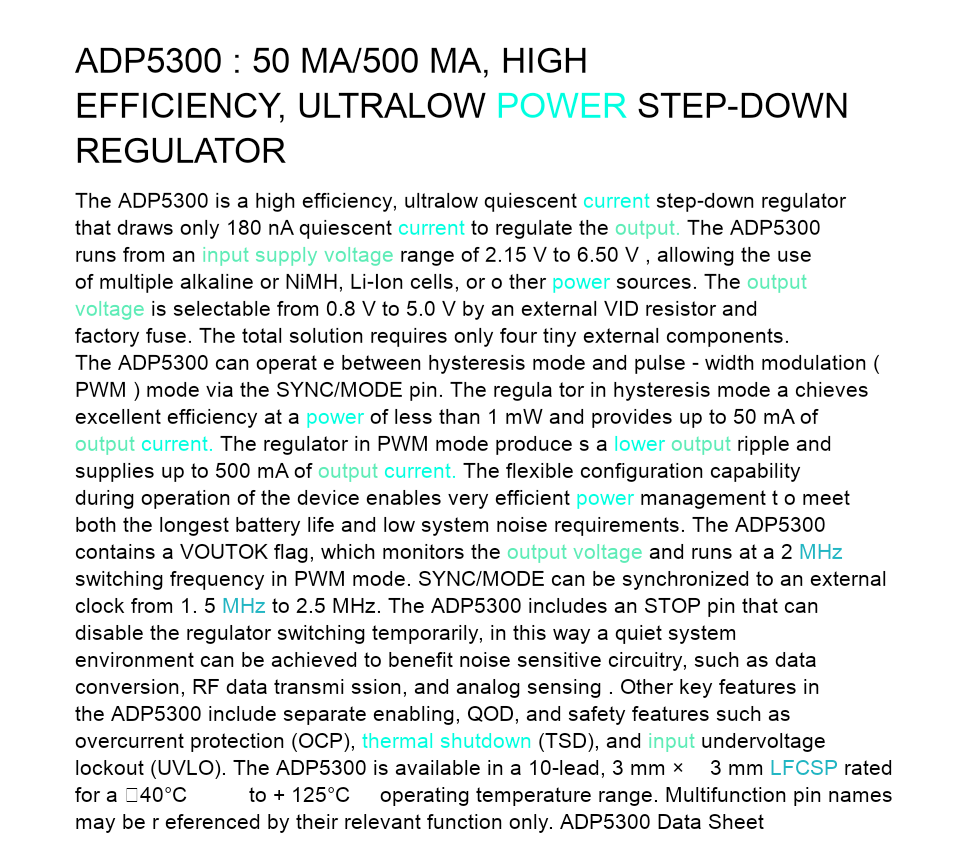 ADP5300 : 50 MA/500 MA, HIGH
EFFICIENCY, ULTRALOW POWER STEP-DOWN
REGULATOR
The ADP5300 is a high efficiency, ultralow quiescent current step-down regulator
that draws only 180 nA quiescent current to regulate the output. The ADP5300
runs from an input supply voltage range of 2.15 V to 6.50 V , allowing the use
of multiple alkaline or NiMH, Li-Ion cells, or o ther power sources. The output
voltage is selectable from 0.8 V to 5.0 V by an external VID resistor and
factory fuse. The total solution requires only four tiny external components.
The ADP5300 can operat e between hysteresis mode and pulse - width modulation (
PWM ) mode via the SYNC/MODE pin. The regula tor in hysteresis mode a chieves
excellent efficiency at a power of less than 1 mW and provides up to 50 mA of
output current. The regulator in PWM mode produce s a lower output ripple and
supplies up to 500 mA of output current. The flexible configuration capability
during operation of the device enables very efficient power management t o meet
both the longest battery life and low system noise requirements. The ADP5300
contains a VOUTOK flag, which monitors the output voltage and runs at a 2 MHz
switching frequency in PWM mode. SYNC/MODE can be synchronized to an external
clock from 1. 5 MHz to 2.5 MHz. The ADP5300 includes an STOP pin that can
disable the regulator switching temporarily, in this way a quiet system
environment can be achieved to benefit noise sensitive circuitry, such as data
conversion, RF data transmi ssion, and analog sensing . Other key features in
the ADP5300 include separate enabling, QOD, and safety features such as
overcurrent protection (OCP), thermal shutdown (TSD), and input undervoltage
lockout (UVLO). The ADP5300 is available in a 10-lead, 3 mm × 3 mm LFCSP rated
for a □40°C to + 125°C operating temperature range. Multifunction pin names
may be r eferenced by their relevant function only. ADP5300 Data Sheet